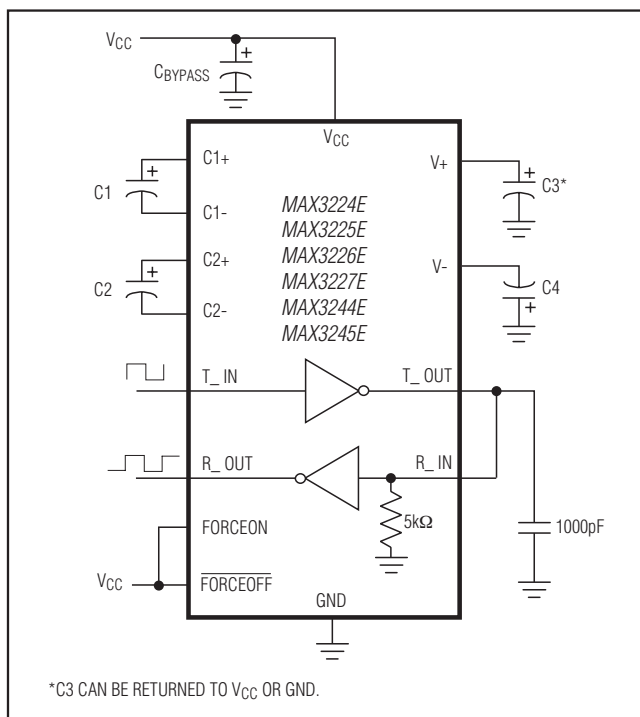 VCC
+
CBYPASS
VCC
C1+
C1
+
C1-
C2+
C2
+
C2-
MAX3224E
MAX3225E
MAX3226E
MAX3227E
MAX3244E
MAX3245E
V+
+
C3*
V-
C4
+
T_ IN
T_ OUT
R_ OUT
R_ IN
5kΩ
1000pF
FORCEON
VCC
FORCEOFF
GND
*C3 CAN BE RETURNED TO VCC OR GND.